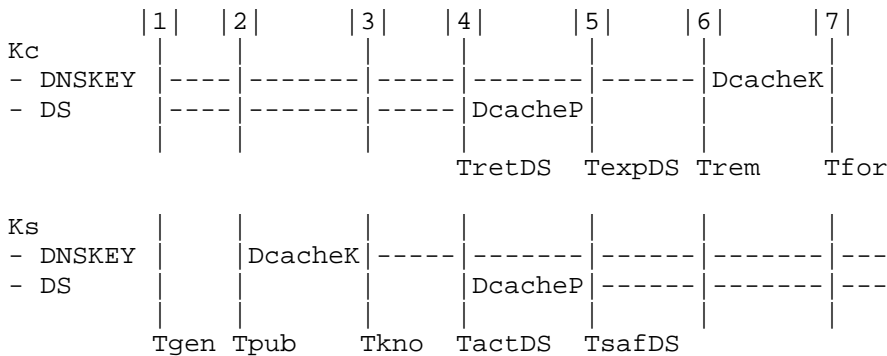 |1|  |2|     |3|   |4|     |5|     |6|     |7|
Kc        |    |       |     |       |       |       |
- DNSKEY |----|-------|-----|-------|------|DcacheK|
- DS     |----|-------|-----|DcacheP|      |       |
          |    |       |     |       |       |       |
                            TretDS  TexpDS Trem    Tfor
Ks        |    |       |     |       |       |       |
- DNSKEY |    |DcacheK|-----|-------|-------|-------|---
- DS     |    |       |     |DcacheP|-------|-------|---
          |    |       |     |       |       |       |
         Tgen Tpub    Tkno  TactDS  TsafDS